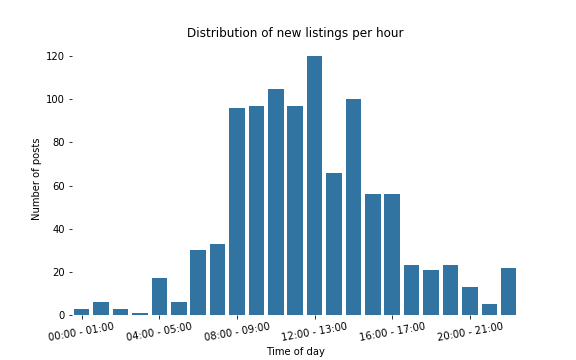 Distribution of new listings per hour
120
100
80
60
40
20
0
Number of posts
00:00 - 01:00
04:00 - 05:00
08:00 - 09:00
12:00 - 13:00
16:00 - 17:00
20:00 - 21:00
Time of day